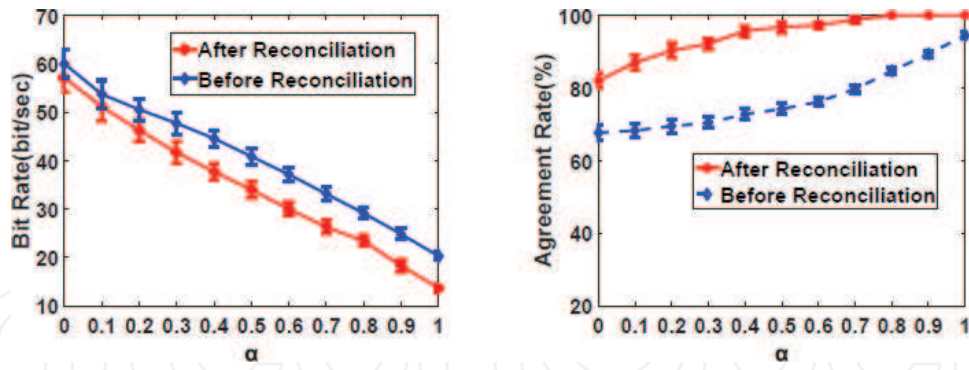 Bit Rate(bit/sec)
70
60
50
40
30
20
10
After Reconciliation
Before Reconciliation
0 0.1 0.2 0.3 0.4 0.5 0.6 0.7 0.8 0.9 1
α
Agreement Rate(%)
100
80
60
40
20
After Reconciliation
Before Reconciliation
0 0.1 0.2 0.3 0.4 0.5 0.6 0.7 0.8 0.9 1
α